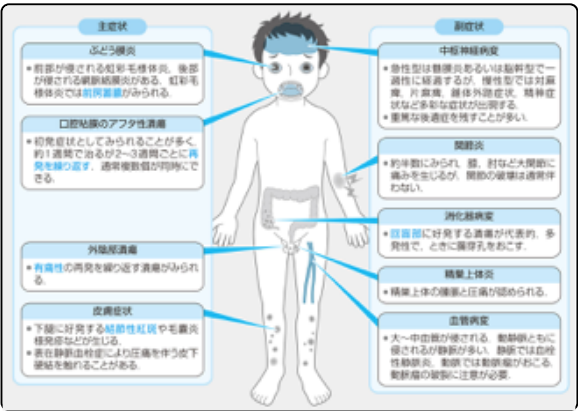 主症状
ぶどう膜炎
●前部が侵される虹彩毛様体炎、後部
が侵される網脈絡膜炎がある。虹彩毛
様体炎では前房蓄膿がみられる。
口腔粘膜のアフタ性潰瘍
●初発症状としてみられることが多く、
約1週間で治るが2〜3週間ごとに再
発を繰り返す。通常複数個が同時にで
きる。
外陰部潰瘍
●有痛性の再発を繰り返す潰瘍がみられ
る。
皮膚症状
●下腿に好発する結節性紅斑や毛嚢炎
様発疹などが生じる。
●表在静脈血栓症により圧痛を伴う皮下
硬結を触れることがある。
副症状
中枢神経病変
●急性型は髄膜炎あるいは脳幹型で一
過性に経過するが、慢性型では対麻
痺、片麻痺、錐体外路症状、精神症
状など多彩な症状が出現する。
●重篤な後遺症を残すことが多い。
関節炎
●約半数にみられ、膝、肘など大関節に
痛みを生じるが、関節の破壊は通常伴
わない。
消化器病変
●回盲部に好発する潰瘍が代表的、多
発性で、ときに腸穿孔をおこす。
精巣上体炎
●精巣上体の腫脹と圧痛が認められる。
血管病変
●大〜中血管が侵される。動静脈ともに
侵されるが静脈が多い。静脈では血栓
性静脈炎、動脈では動脈瘤がおこる。
動脈瘤の破裂に注意が必要。